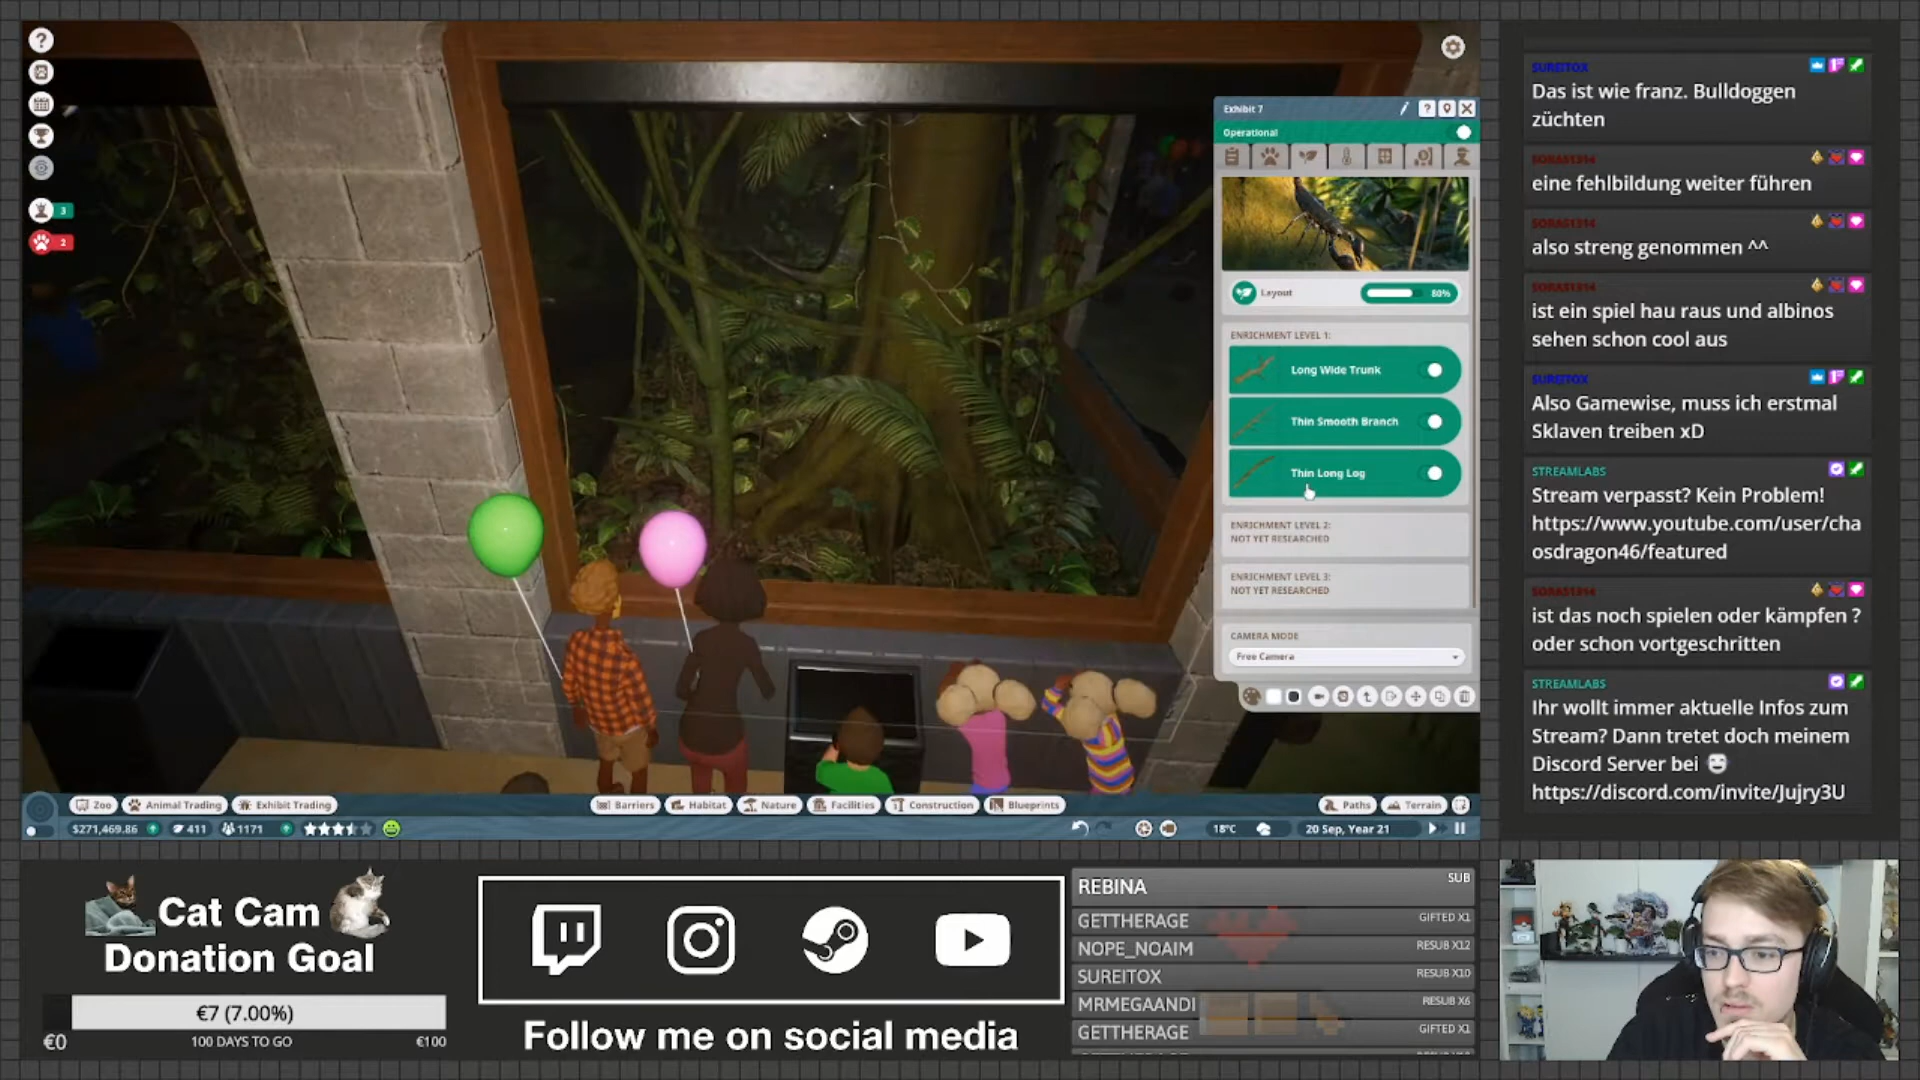 ?
3
2
Exhibit 7
?
Operational
Layout
80%
ENRICHMENT LEVEL 1:
Long Wide Trunk
Thin Smooth Branch
Thin Long Log
ENRICHMENT LEVEL 2:
NOT YET RESEARCHED
ENRICHMENT LEVEL 3:
NOT YET RESEARCHED
CAMERA MODE
Free Camera
Zoo
Animal Trading
Exhibit Trading
Barriers
Habitat
Nature
Facilities
Construction
Blueprints
Paths
Terrain
$271,469.86
411
1171
18°C
20 Sep, Year 21
SUREITOX
Das ist wie franz. Bulldoggen
züchten
SORA51314
eine fehlbildung weiter führen
SORA51314
also streng genommen ^^
SORA51314
ist ein spiel hau raus und albinos
sehen schon cool aus
SUREITOX
Also Gamewise, muss ich erstmal
Sklaven treiben xD
STREAMLABS
Stream verpasst? Kein Problem!
https://www.youtube.com/user/cha
osdragon46/featured
SORA51314
ist das noch spielen oder kämpfen ?
oder schon vortgeschritten
STREAMLABS
Ihr wollt immer aktuelle Infos zum
Stream? Dann tretet doch meinem
Discord Server bei
https://discord.com/invite/Jujry3U
Cat Cam
Donation Goal
€7 (7.00%)
€0
100 DAYS TO GO
€100
Follow me on social media
REBINA SUB
GETTHERAGE GIFTED X1
NOPE_NOAIM RESUB X12
SUREITOX RESUB X10
MRMEGAANDI RESUB X6
GETTHERAGE GIFTED X1